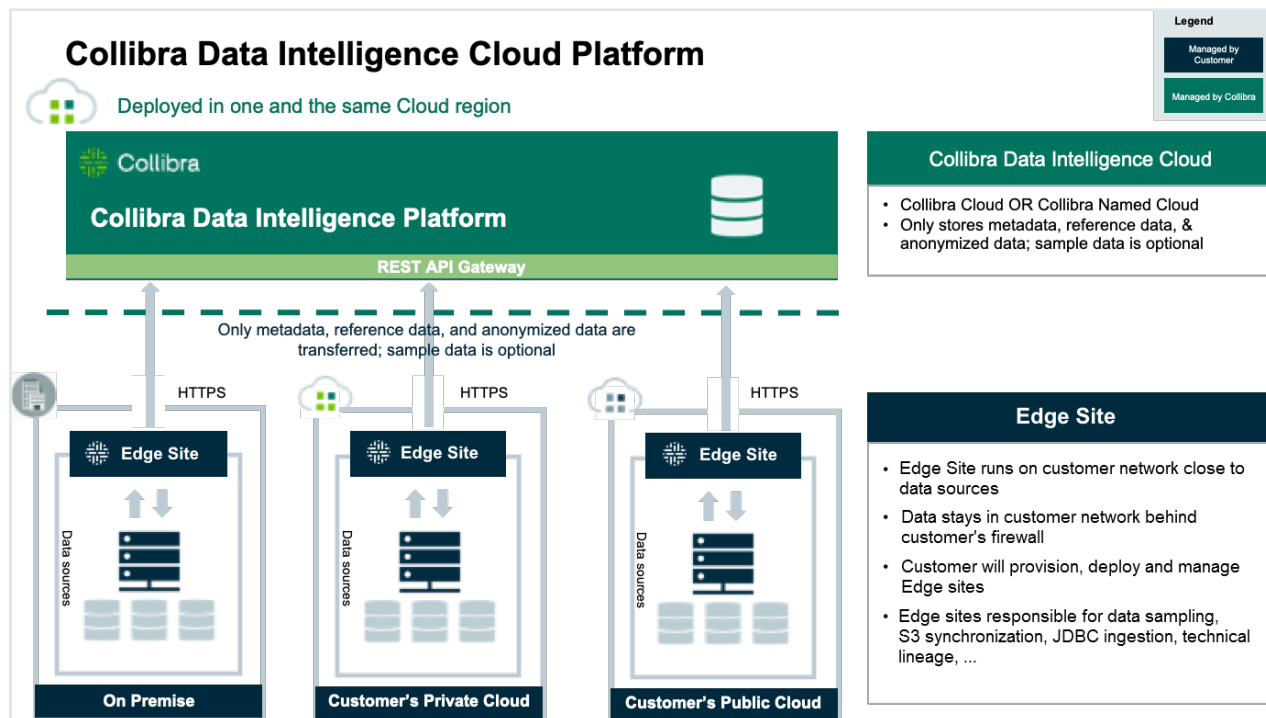 Legend
Managed by
Customer
Managed by Collibra
Collibra Data Intelligence Cloud Platform
Deployed in one and the same Cloud region
Collibra
Collibra Data Intelligence Platform
REST API Gateway
Collibra Data Intelligence Cloud
• Collibra Cloud OR Collibra Named Cloud
• Only stores metadata, reference data, &
anonymized data; sample data is optional
Only metadata, reference data, and anonymized data are
transferred; sample data is optional
HTTPS
HTTPS
HTTPS
Edge Site
Edge Site
Edge Site
Data sources
Data sources
Data sources
On Premise
Customer's Private Cloud
Customer's Public Cloud
Edge Site
• Edge Site runs on customer network close to
data sources
• Data stays in customer network behind
customer's firewall
• Customer will provision, deploy and manage
Edge sites
• Edge sites responsible for data sampling,
S3 synchronization, JDBC ingestion, technical
lineage, ...